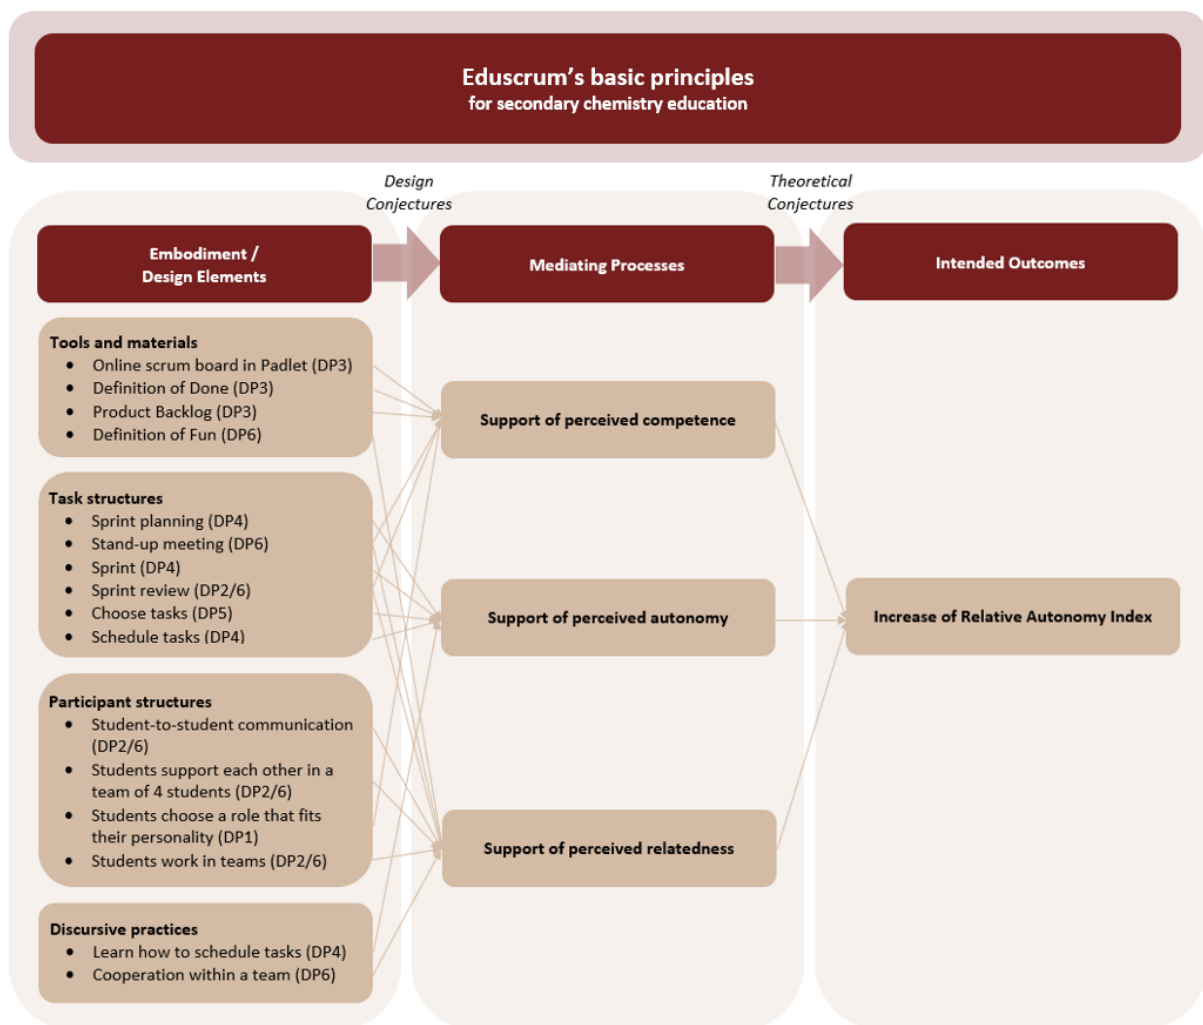 Eduscrum's basic principles
for secondary chemistry education
Design
Conjectures
Theoretical
Conjectures
Embodiment /
Design Elements
Mediating Processes
Intended Outcomes
Tools and materials
• Online scrum board in Padlet (DP3)
• Definition of Done (DP3)
• Product Backlog (DP3)
• Definition of Fun (DP6)
Task structures
• Sprint planning (DP4)
• Stand-up meeting (DP6)
• Sprint (DP4)
• Sprint review (DP2/6)
• Choose tasks (DP5)
• Schedule tasks (DP4)
Participant structures
• Student-to-student communication
(DP2/6)
• Students support each other in a
team of 4 students (DP2/6)
• Students choose a role that fits
their personality (DP1)
• Students work in teams (DP2/6)
Discursive practices
• Learn how to schedule tasks (DP4)
• Cooperation within a team (DP6)
Support of perceived competence
Support of perceived autonomy
Support of perceived relatedness
Increase of Relative Autonomy Index